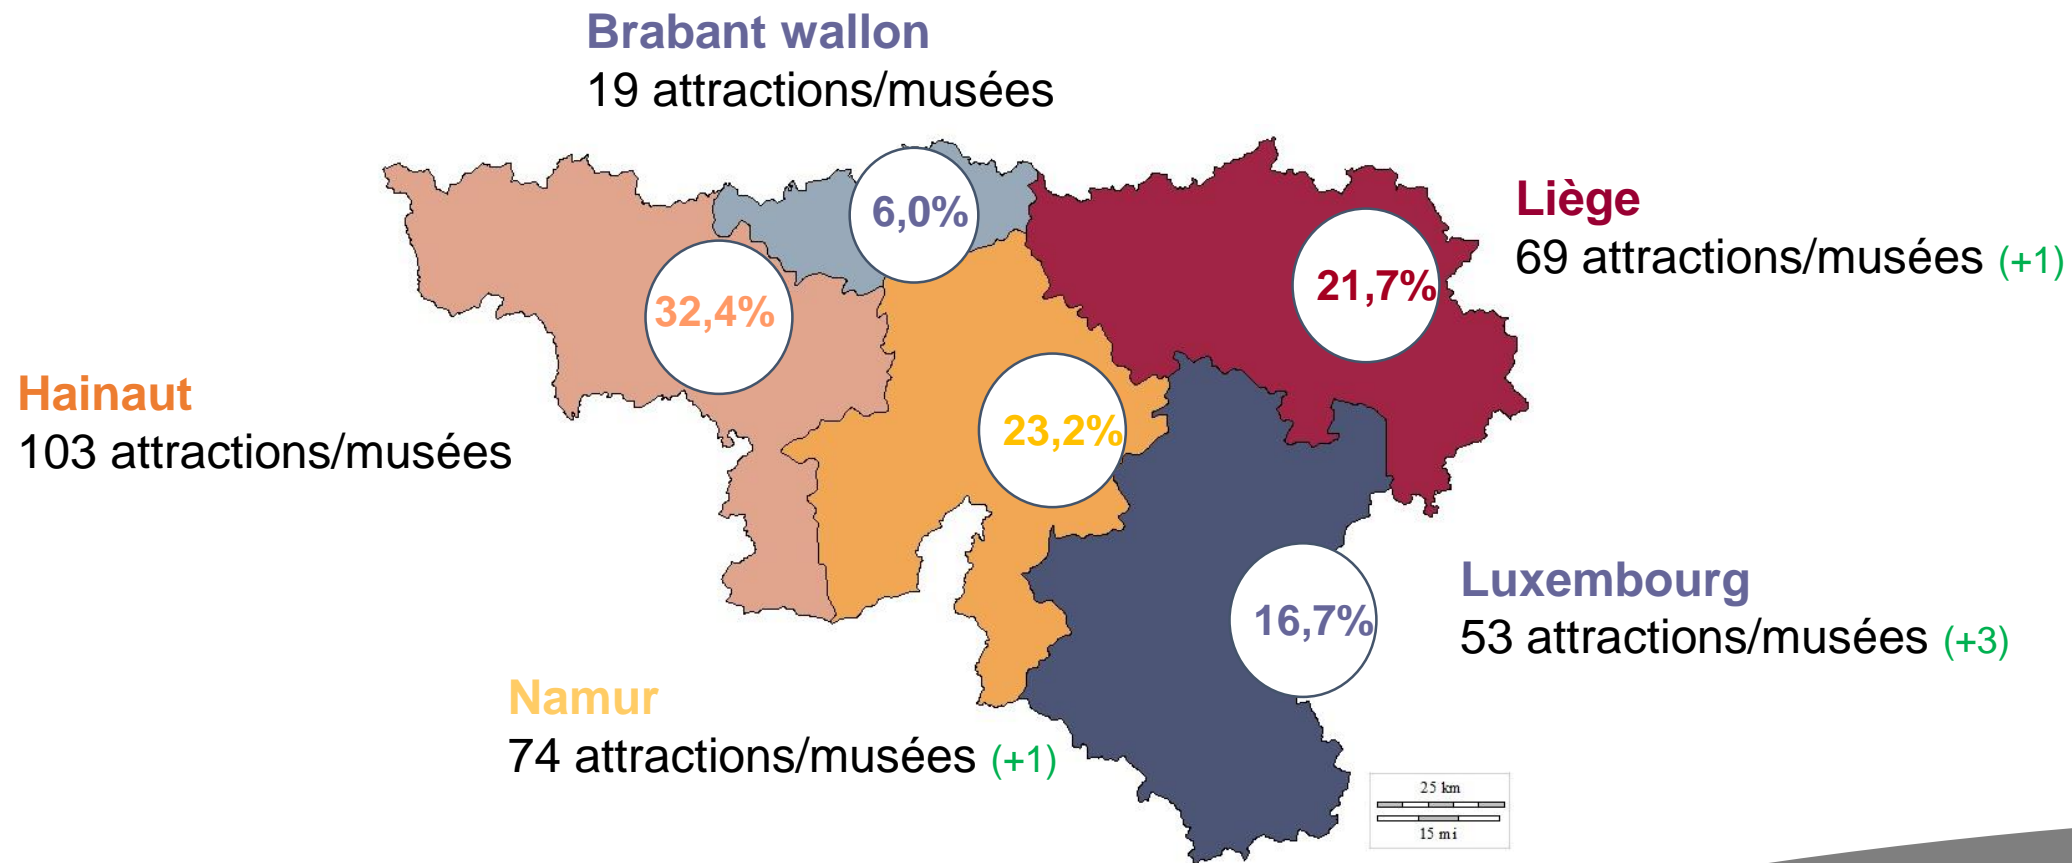 Brabant wallon
19 attractions/musées
6,0%
Liège
69 attractions/musées (+1)
21,7%
32,4%
Hainaut
103 attractions/musées
23,2%
Luxembourg
53 attractions/musées (+3)
16,7%
Namur
74 attractions/musées (+1)
25 km
15 mi